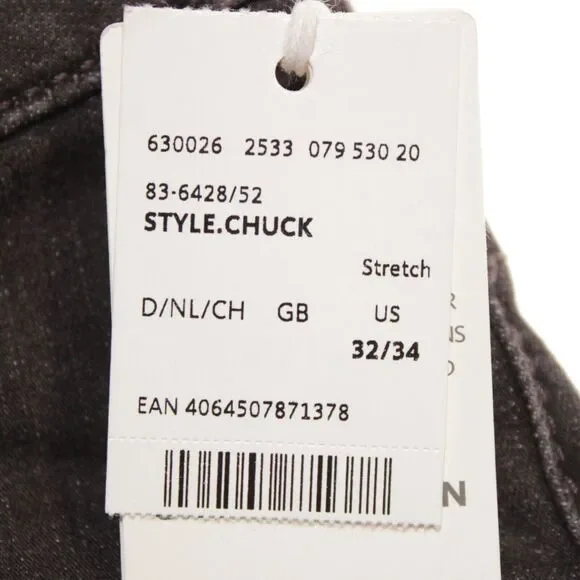 630026 2533 079 530 20
83-6428/52
STYLE.CHUCK
Stretch
D/NL/CH GB US
32/34
EAN 4064507871378